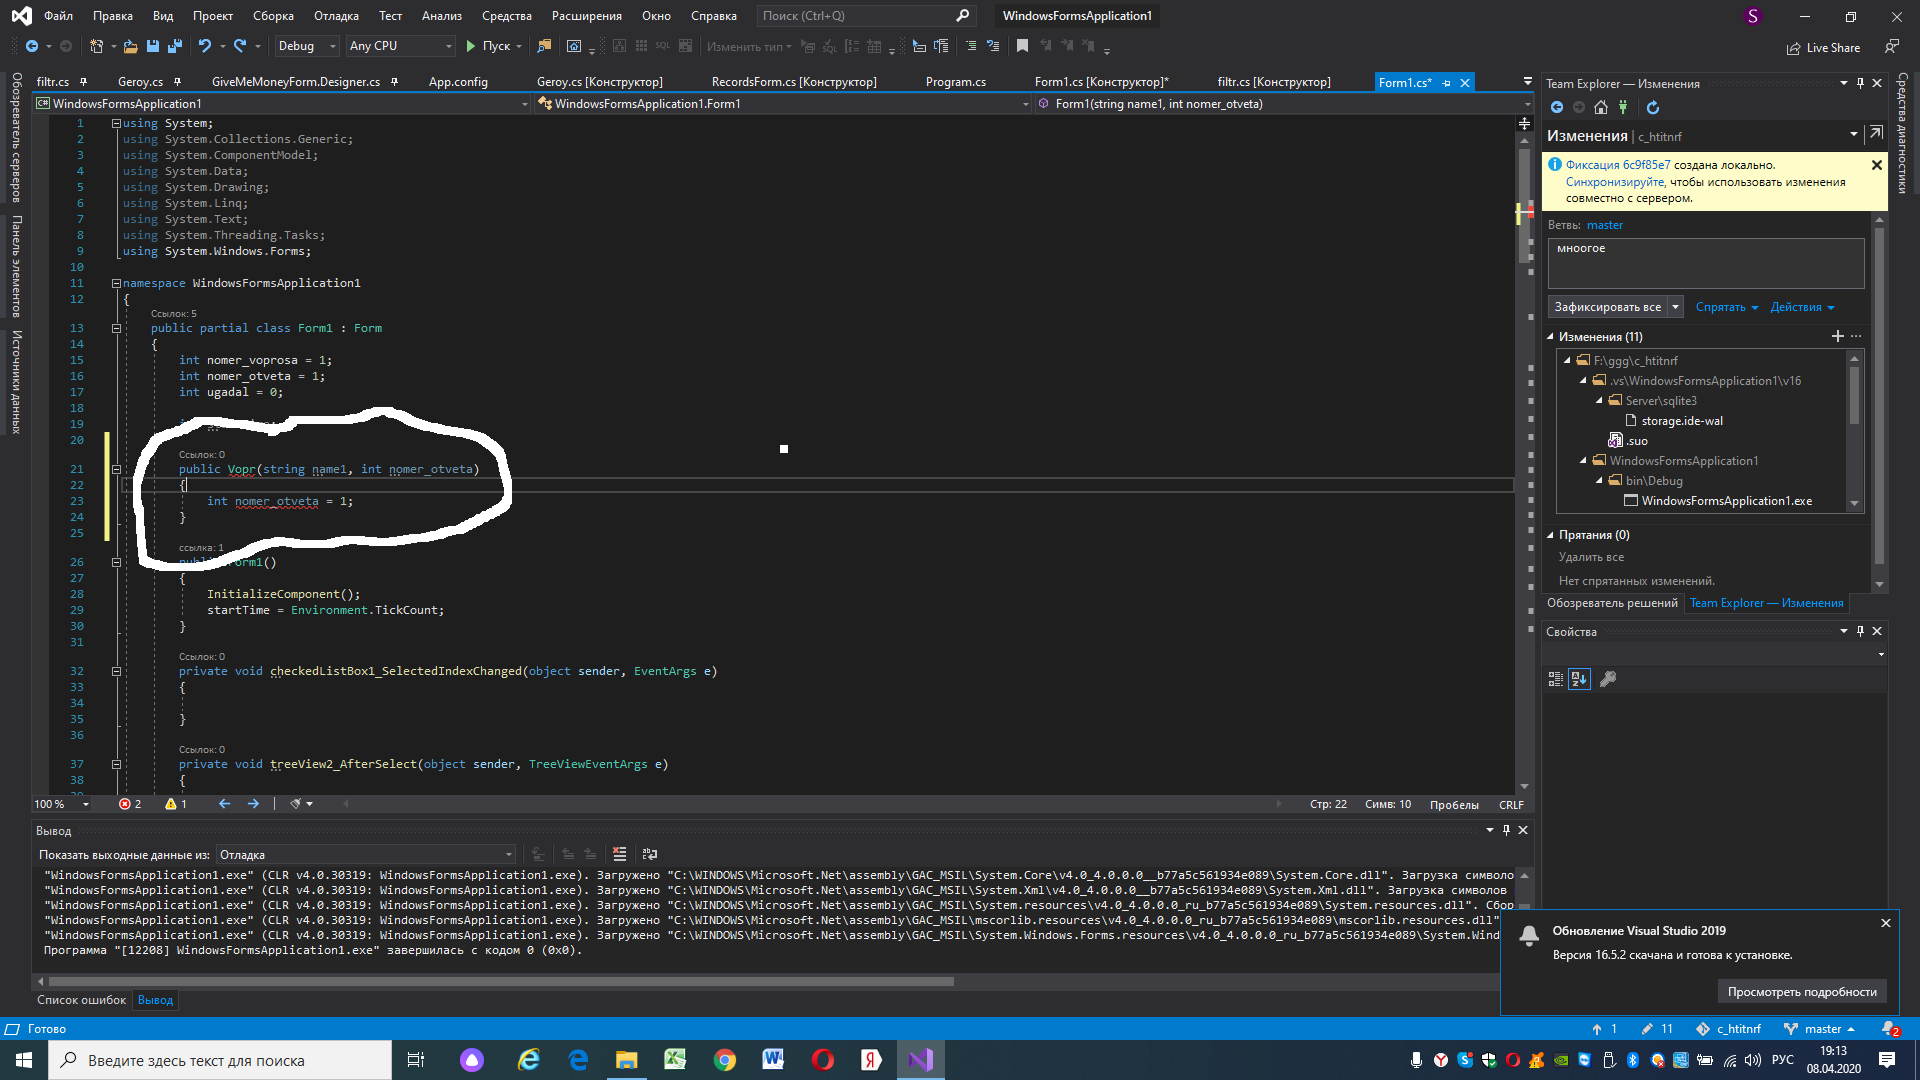 Файл Правка Вид Проект Сборка Отладка Тест Анализ Средства Расширения Окно Справка Поиск (Ctrl+Q) WindowsFormsApplication1 S
Debug Any CPU Пуск SQL Изменить тип Live Share
filtr.cs Geroy.cs GiveMeMoneyForm.Designer.cs App.config Geroy.cs [Конструктор] RecordsForm.cs [Конструктор] Program.cs Form1.cs [Конструктор]* filtr.cs [Конструктор] Form1.cs*
WindowsFormsApplication1 WindowsFormsApplication1.Form1 Form1(string name1, int nomer_otveta)
Обозреватель серверов
Панель элементов
Источники данных
1 using System;
2 using System.Collections.Generic;
3 using System.ComponentModel;
4 using System.Data;
5 using System.Drawing;
6 using System.Linq;
7 using System.Text;
8 using System.Threading.Tasks;
9 using System.Windows.Forms;
10
11 namespace WindowsFormsApplication1
12 {
Ссылок: 5
13 public partial class Form1 : Form
14 {
15 int nomer_voprosa = 1;
16 int nomer_otveta = 1;
17 int ugadal = 0;
18
19
20
Ссылок: 0
21 public Vopr(string name1, int nomer_otveta)
22 {
23 int nomer_otveta = 1;
24 }
25
ссылка: 1
26 public Form1()
27 {
28 InitializeComponent();
29 startTime = Environment.TickCount;
30 }
31
Ссылок: 0
32 private void checkedListBox1_SelectedIndexChanged(object sender, EventArgs e)
33 {
34
35 }
36
Ссылок: 0
37 private void treeView2_AfterSelect(object sender, TreeViewEventArgs e)
38 {
100 % 2 1 Стр: 22 Симв: 10 Пробелы CRLF
Вывод
Показать выходные данные из: Отладка
"WindowsFormsApplication1.exe" (CLR v4.0.30319: WindowsFormsApplication1.exe). Загружено "C:\WINDOWS\Microsoft.Net\assembly\GAC_MSIL\System.Core\v4.0_4.0.0.0__b77a5c561934e089\System.Core.dll". Загрузка символов
"WindowsFormsApplication1.exe" (CLR v4.0.30319: WindowsFormsApplication1.exe). Загружено "C:\WINDOWS\Microsoft.Net\assembly\GAC_MSIL\System.Xml\v4.0_4.0.0.0__b77a5c561934e089\System.Xml.dll". Загрузка символов
"WindowsFormsApplication1.exe" (CLR v4.0.30319: WindowsFormsApplication1.exe). Загружено "C:\WINDOWS\Microsoft.Net\assembly\GAC_MSIL\System.resources\v4.0_4.0.0.0_ru_b77a5c561934e089\System.resources.dll". Сбор
"WindowsFormsApplication1.exe" (CLR v4.0.30319: WindowsFormsApplication1.exe). Загружено "C:\WINDOWS\Microsoft.Net\assembly\GAC_MSIL\mscorlib.resources\v4.0_4.0.0.0_ru_b77a5c561934e089\mscorlib.resources.dll"
"WindowsFormsApplication1.exe" (CLR v4.0.30319: WindowsFormsApplication1.exe). Загружено "C:\WINDOWS\Microsoft.Net\assembly\GAC_MSIL\System.Windows.Forms.resources\v4.0_4.0.0.0_ru_b77a5c561934e089\System.Wind
Программа "[12208] WindowsFormsApplication1.exe" завершилась с кодом 0 (0x0).
Список ошибок Вывод
Team Explorer — Изменения
Изменения | c_htitnrf
Фиксация 6c9f85e7 создана локально.
Синхронизируйте, чтобы использовать изменения
совместно с сервером.
Ветвь: master
мноогое
Зафиксировать все Спрятать Действия
Изменения (11)
F:\ggg\c_htitnrf
.vs\WindowsFormsApplication1\v16
Server\sqlite3
storage.ide-wal
.suo
WindowsFormsApplication1
bin\Debug
WindowsFormsApplication1.exe
Прятания (0)
Удалить все
Нет спрятанных изменений.
Обозреватель решений Team Explorer — Изменения
Свойства
Средства диагностики
Обновление Visual Studio 2019
Версия 16.5.2 скачана и готова к установке.
Просмотреть подробности
Готово 1 11 c_htitnrf master 2
Введите здесь текст для поиска РУС 19:13
08.04.2020